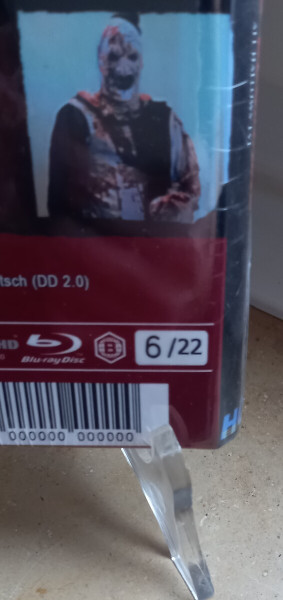 tsch (DD 2.0)
HD
Blu-ray Disc
B
6/22
000000 000000
H